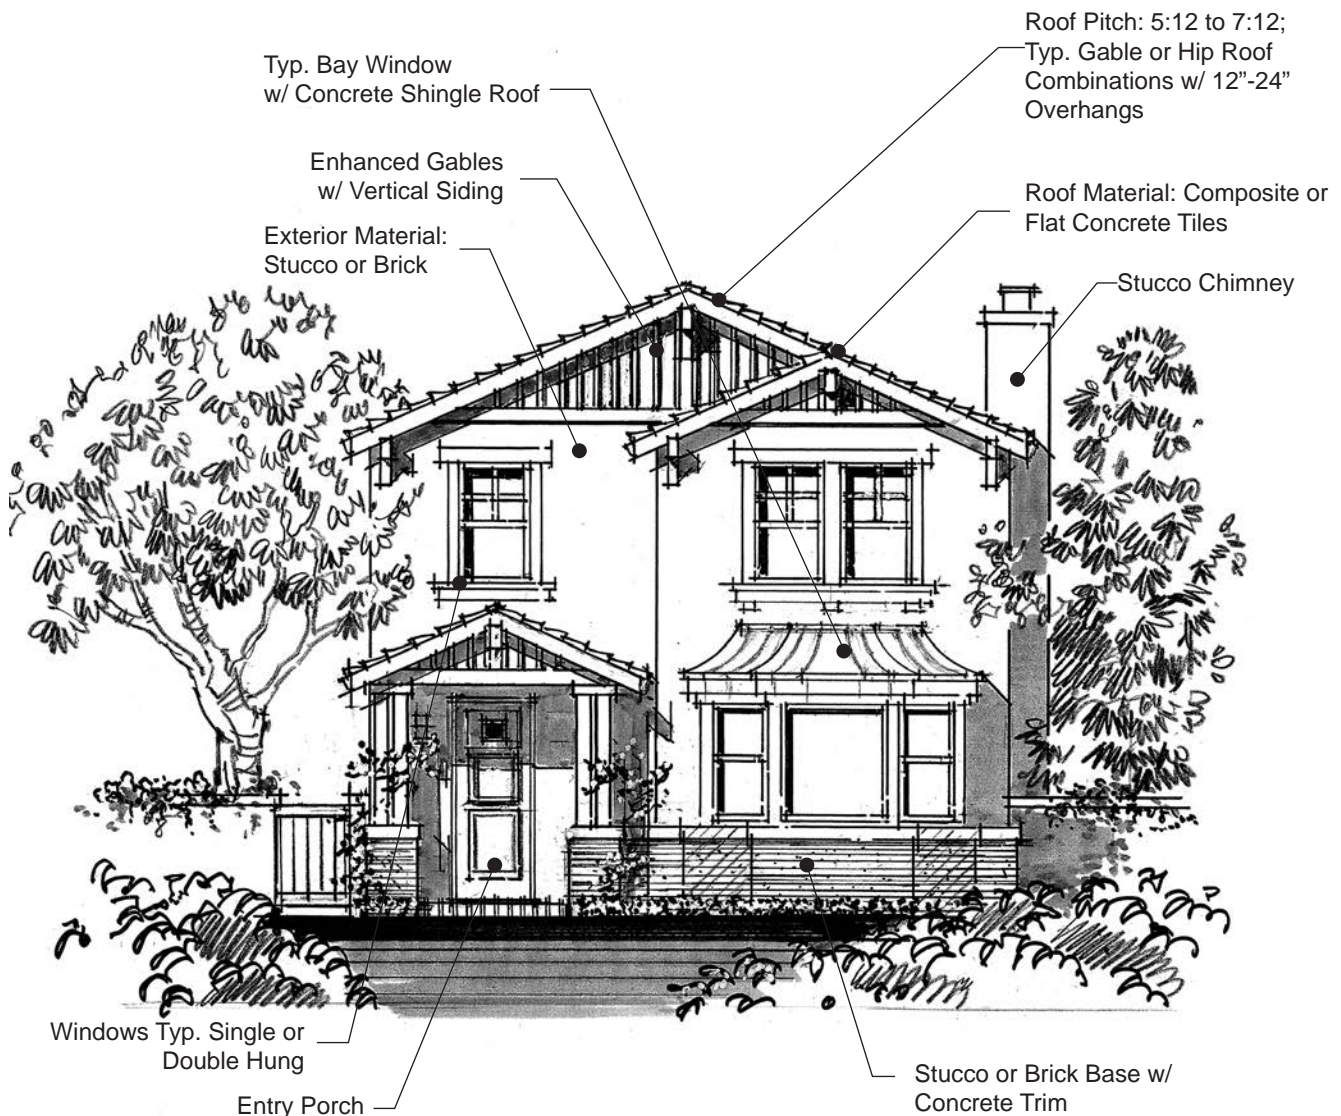 Roof Pitch: 5:12 to 7:12;
Typ. Gable or Hip Roof
Combinations w/ 12”-24”
Overhangs
Typ. Bay Window
w/ Concrete Shingle Roof
Enhanced Gables
w/ Vertical Siding
Roof Material: Composite or
Flat Concrete Tiles
Exterior Material:
Stucco or Brick
Stucco Chimney
Windows Typ. Single or
Double Hung
Entry Porch
Stucco or Brick Base w/
Concrete Trim